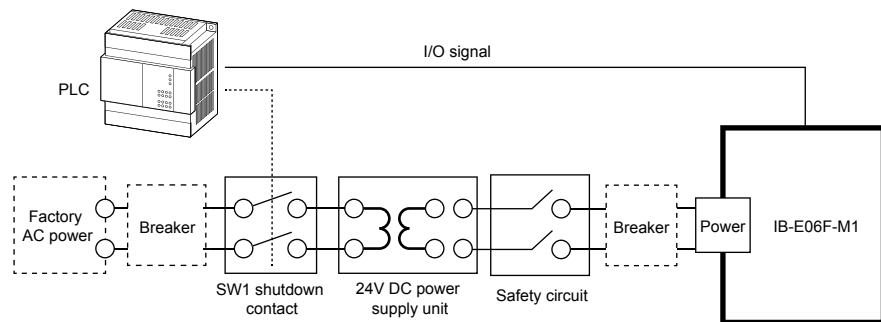 I/O signal
PLC
Factory
AC power
Breaker
Breaker
Power
IB-E06F-M1
SW1 shutdown
contact
24V DC power
supply unit
Safety circuit